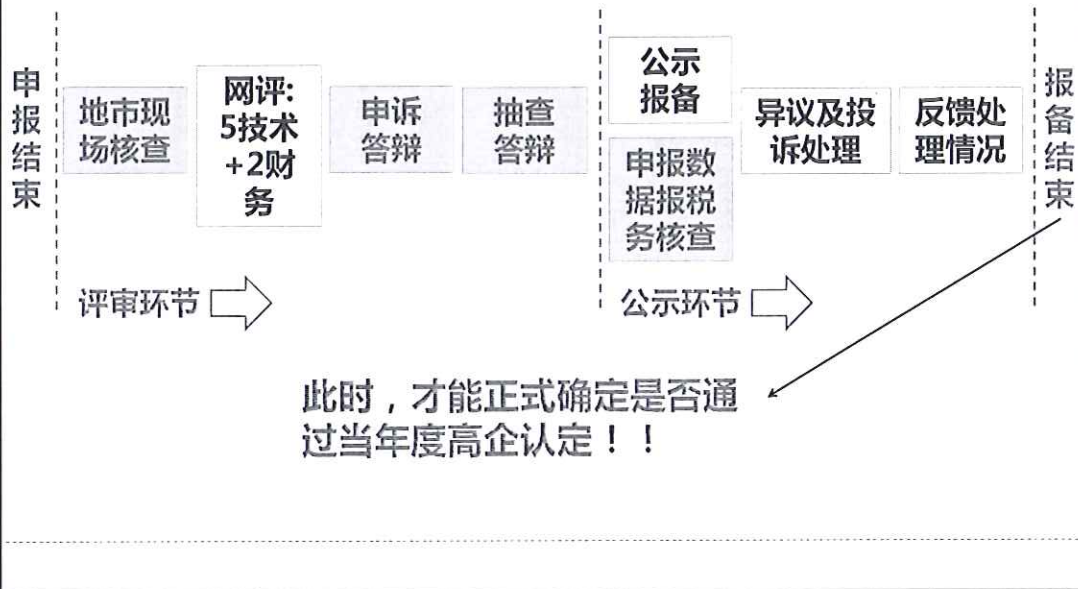 申
报
结
束
地市现
场核查
网评:
5技术
+2财
务
申诉
答辩
抽查
答辩
公示
报备
申报数
据报税
务核查
异议及投
诉处理
反馈处
理情况
报
备
结
束
评审环节
公示环节
此时，才能正式确定是否通
过当年度高企认定！！